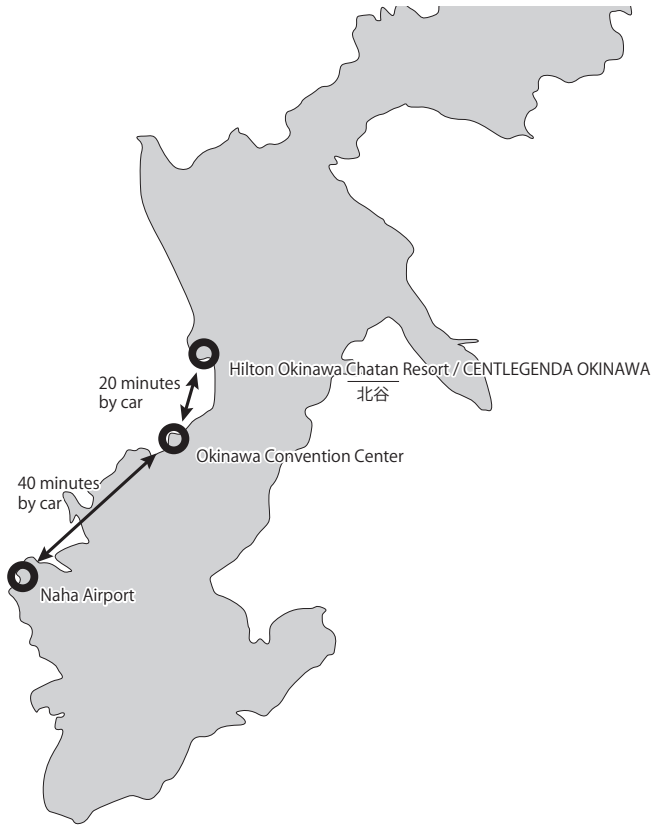 Hilton Okinawa Chatan Resort / CENTLEGENDA OKINAWA
北谷
20 minutes
by car
Okinawa Convention Center
40 minutes
by car
Naha Airport